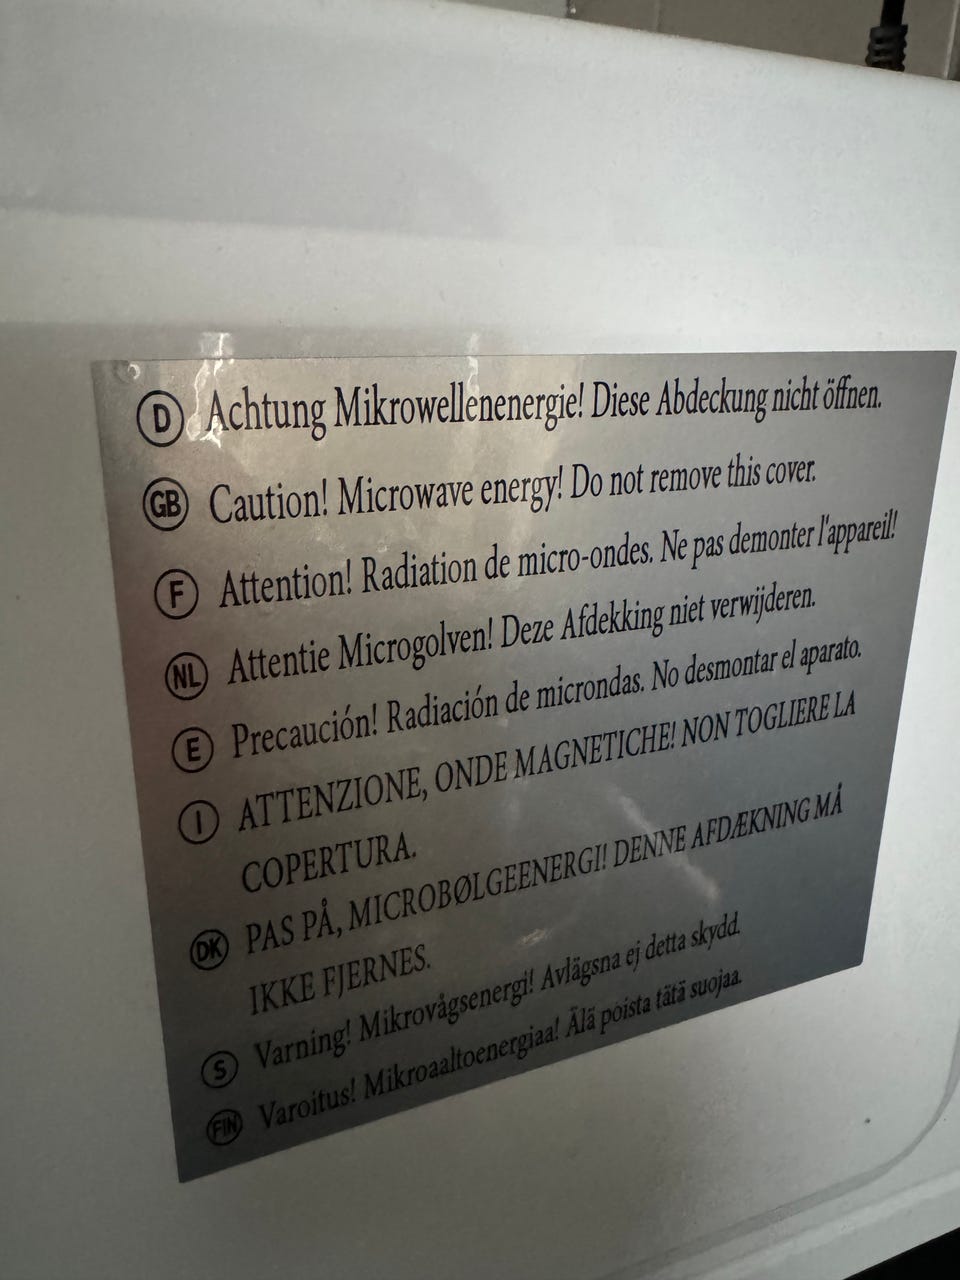 D Achtung Mikrowellenenergie! Diese Abdeckung nicht öffnen.
GB Caution! Microwave energy! Do not remove this cover.
F Attention! Radiation de micro-ondes. Ne pas demonter l'appareil!
NL Attentie Microgolven! Deze Afdekking niet verwijderen.
E Precaución! Radiación de microndas. No desmontar el aparato.
I ATTENZIONE, ONDE MAGNETICHE! NON TOGLIERE LA
COPERTURA.
DK PAS PÅ, MICROBØLGEENERGI! DENNE AFDÆKNING MÅ
IKKE FJERNES.
S Varning! Mikrovågsenergi! Avlägsna ej detta skydd.
FIN Varoitus! Mikroaaltoenergiaa! Älä poista tätä suojaa.